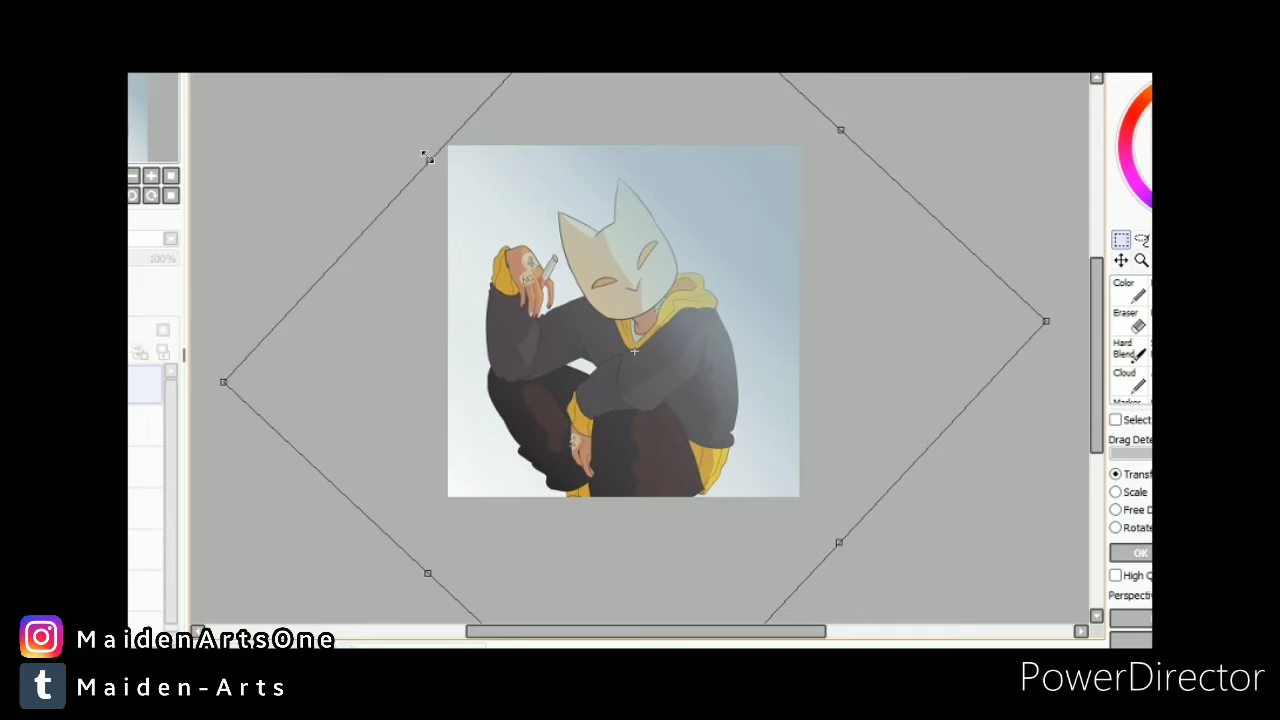 100%
Color
Eraser
Hard
Blend
Cloud
Marker
Select
Drag Dete
Transf
Scale
Free D
Rotate
OK
High Q
Perspecti
MaidenArtsOne
t Maiden-Arts
PowerDirector